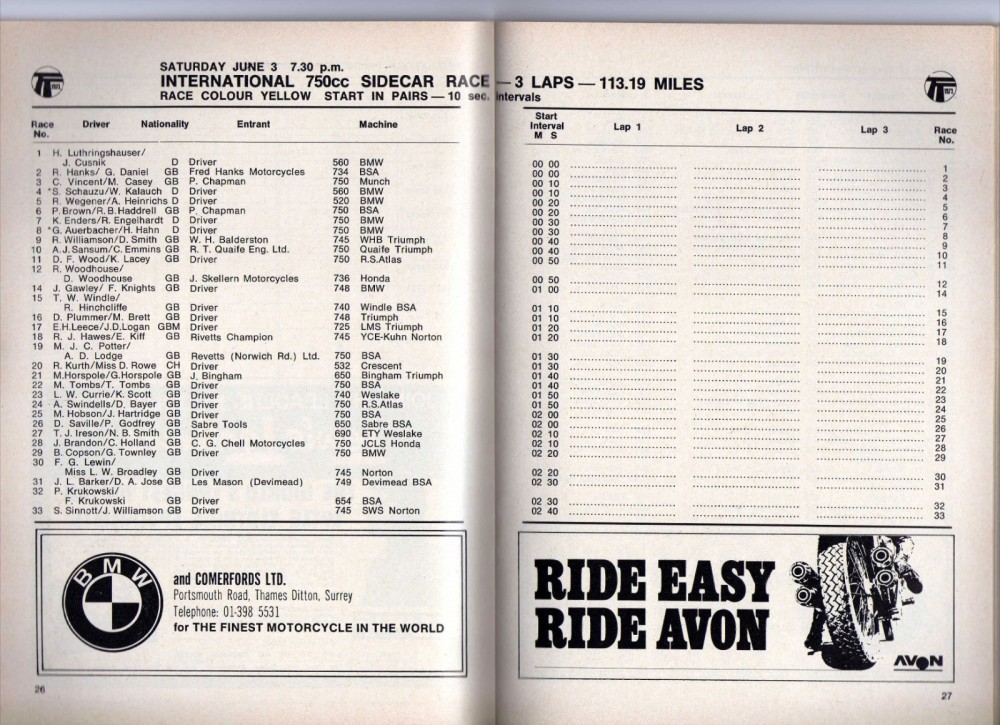 SATURDAY JUNE 3 7.30 p.m.
INTERNATIONAL 750cc SIDECAR RACE — 3 LAPS — 113.19 MILES
RACE COLOUR YELLOW START IN PAIRS — 10 sec. intervals
Race No. Driver Nationality Entrant Machine
1 H. Luthringshauser/
J. Cusnik D Driver 560 BMW
2 R. Hanks/ G. Daniel GB Fred Hanks Motorcycles 734 BSA
3 C. Vincent/M. Casey GB P. Chapman 750 Munch
4 *S. Schauzu/W. Kalauch D Driver 560 BMW
5 R. Wegener/A. Heinrichs D Driver 520 BMW
6 P. Brown/R. B. Haddrell GB P. Chapman 750 BSA
7 K. Enders/R. Engelhardt D Driver 750 BMW
8 *G. Auerbacher/H. Hahn D Driver 750 BMW
9 R. Williamson/D. Smith GB W. H. Balderston 745 WHB Triumph
10 A.J. Sansum/C. Emmins GB R. T. Quaife Eng. Ltd. 750 Quaife Triumph
11 D. F. Wood/K. Lacey GB Driver 750 R.S.Atlas
12 R. Woodhouse/
D. Woodhouse GB J. Skellern Motorcycles 736 Honda
14 J. Gawley/ F. Knights GB Driver 748 BMW
15 T. W. Windle/
R. Hinchcliffe GB Driver 740 Windle BSA
16 D. Plummer/M. Brett GB Driver 748 Triumph
17 E.H.Leece/J.D.Logan GBM Driver 725 LMS Triumph
18 R. J. Hawes/E. Kiff GB Rivetts Champion 745 YCE-Kuhn Norton
19 M. J. C. Potter/
A. D. Lodge GB Revetts (Norwich Rd.) Ltd. 750 BSA
20 R. Kurth/Miss D. Rowe CH Driver 532 Crescent
21 M.Horspole/G.Horspole GB J. Bingham 650 Bingham Triumph
22 M. Tombs/T. Tombs GB Driver 750 BSA
23 L. W. Currie/K. Scott GB Driver 740 Weslake
24 A. Swindells/D. Bayer GB Driver 750 R.S.Atlas
25 M. Hobson/J. Hartridge GB Driver 750 BSA
26 D. Saville/P. Godfrey GB Sabre Tools 650 Sabre BSA
27 T. J. Ireson/N. B. Smith GB Driver 690 ETY Weslake
28 J. Brandon/C. Holland GB C. G. Chell Motorcycles 750 JCLS Honda
29 B. Copson/G. Townley GB Driver 750 BMW
30 F. G. Lewin/
Miss L. W. Broadley GB Driver 745 Norton
31 J. L. Barker/D. A. Jose GB Les Mason (Devimead) 749 Devimead BSA
32 P. Krukowski/
F. Krukowski GB Driver 654 BSA
33 S. Sinnott/J. Williamson GB Driver 745 SWS Norton
BMW
and COMERFORDS LTD.
Portsmouth Road, Thames Ditton, Surrey
Telephone: 01-398 5531
for THE FINEST MOTORCYCLE IN THE WORLD
26
Start Interval M S Lap 1 Lap 2 Lap 3 Race No.
00 00 1
00 00 2
00 10 3
00 10 4
00 20 5
00 20 6
00 30 7
00 30 8
00 40 9
00 40 10
00 50 11
00 50 12
01 00 14
01 10 15
01 10 16
01 20 17
01 20 18
01 30 19
01 30 20
01 40 21
01 40 22
01 50 23
01 50 24
02 00 25
02 00 26
02 10 27
02 10 28
02 20 29
02 20 30
02 30 31
02 30 32
02 40 33
RIDE EASY
RIDE AVON
AVON
27